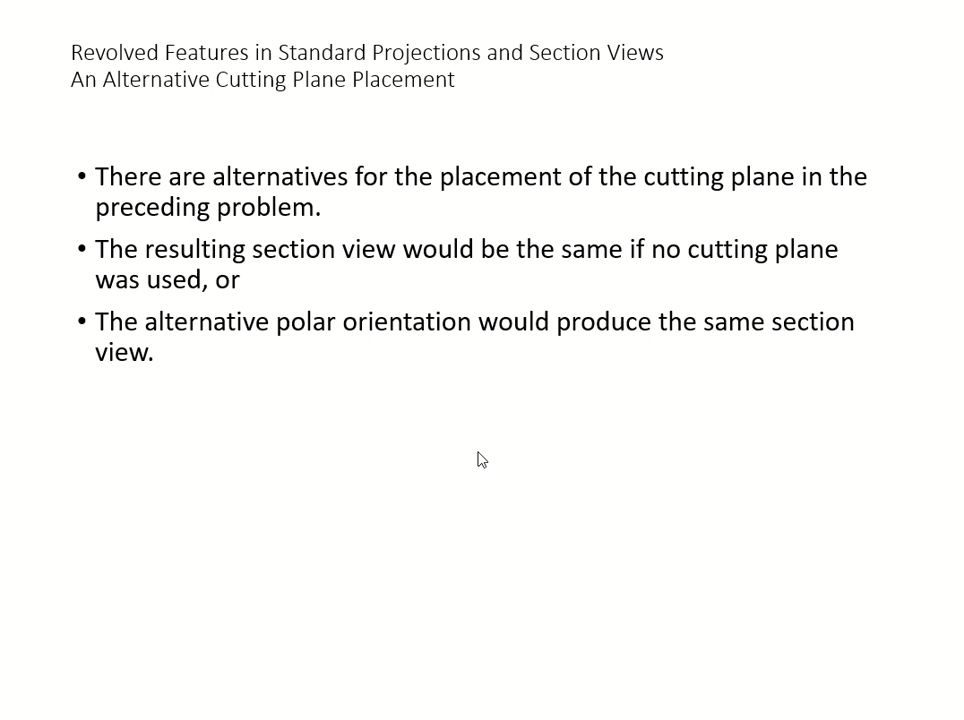 Revolved Features in Standard Projections and Section Views
An Alternative Cutting Plane Placement
• There are alternatives for the placement of the cutting plane in the
preceding problem.
• The resulting section view would be the same if no cutting plane
was used, or
• The alternative polar orientation would produce the same section
view.